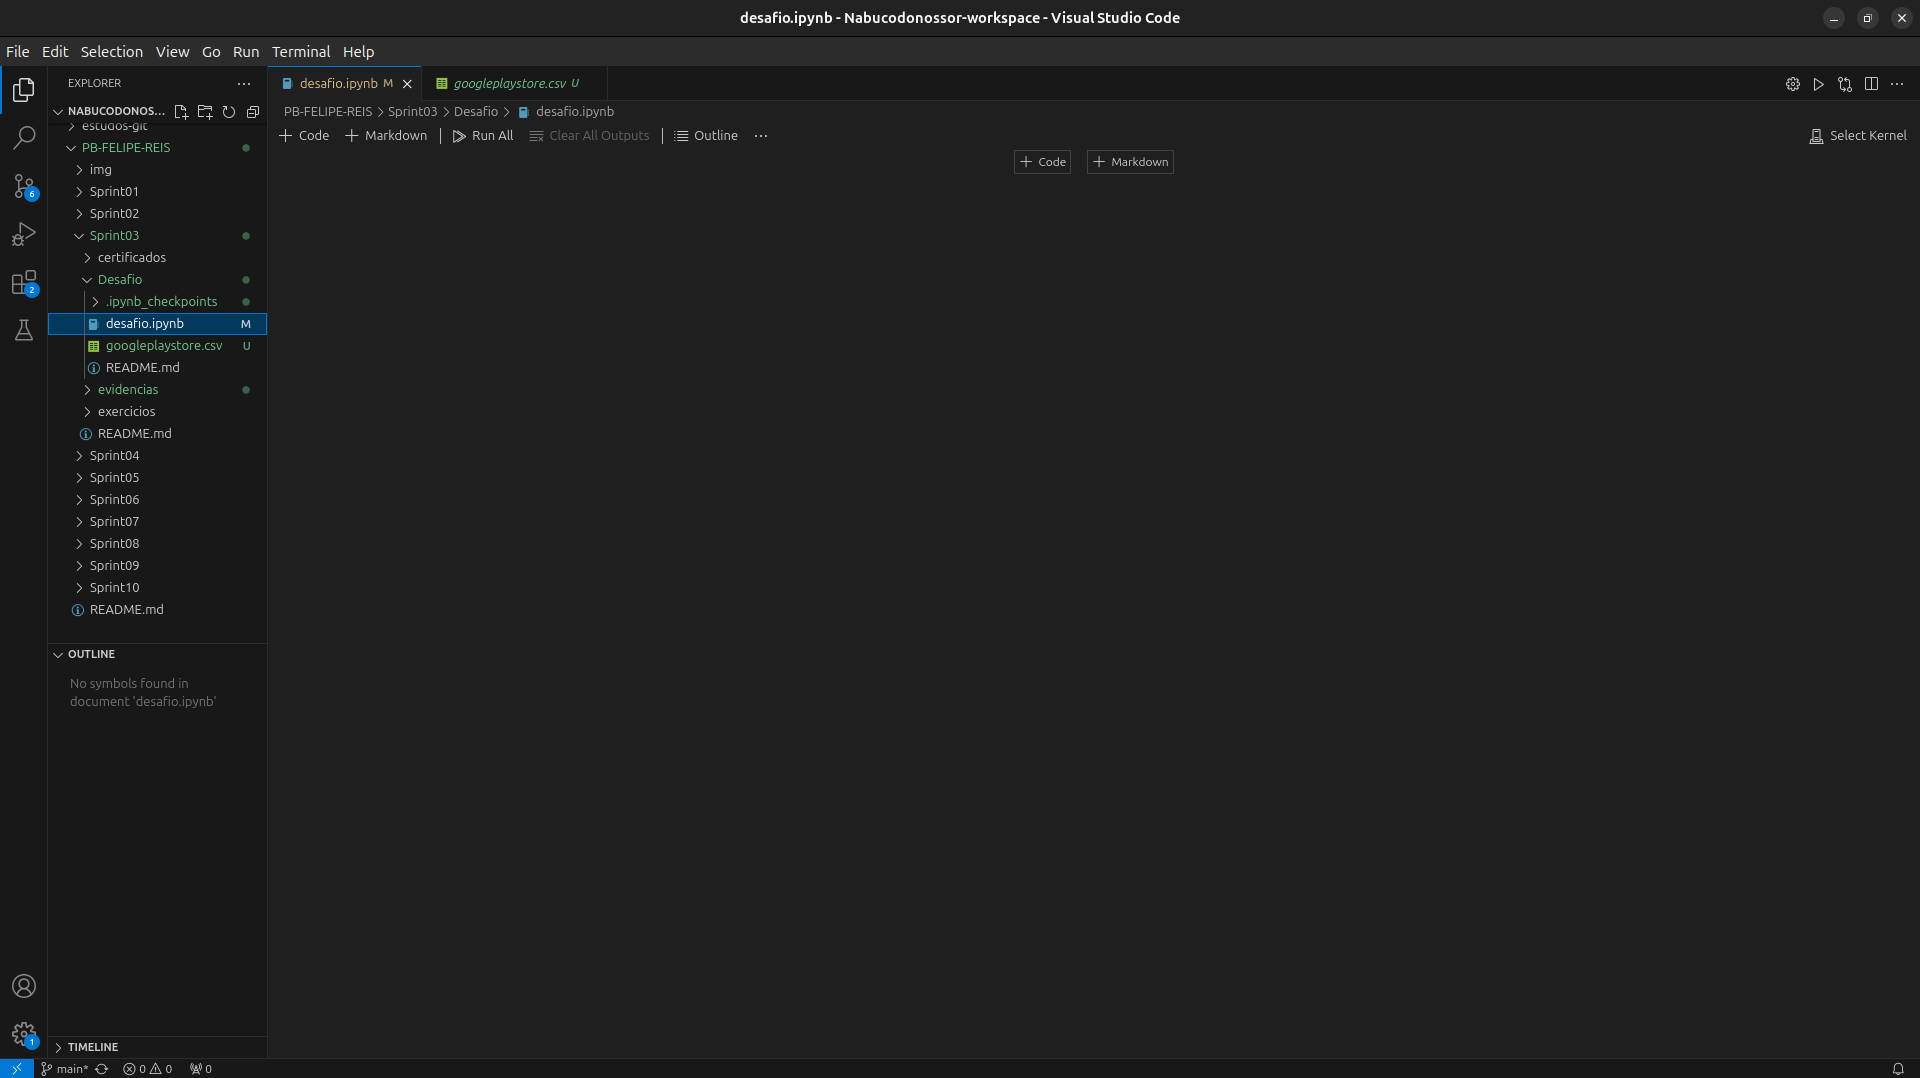 desafio.ipynb - Nabucodonossor-workspace - Visual Studio Code
File Edit Selection View Go Run Terminal Help
EXPLORER
NABUCODONOS...
estudos-git
PB-FELIPE-REIS
img
Sprint01
Sprint02
Sprint03
certificados
Desafio
.ipynb_checkpoints
desafio.ipynb M
googleplaystore.csv U
README.md
evidencias
exercicios
README.md
Sprint04
Sprint05
Sprint06
Sprint07
Sprint08
Sprint09
Sprint10
README.md
OUTLINE
No symbols found in
document 'desafio.ipynb'
TIMELINE
desafio.ipynb M googleplaystore.csv U
PB-FELIPE-REIS > Sprint03 > Desafio > desafio.ipynb
+ Code + Markdown | Run All Clear All Outputs | Outline ... Select Kernel
+ Code + Markdown
6
2
1
main* 0 0 0